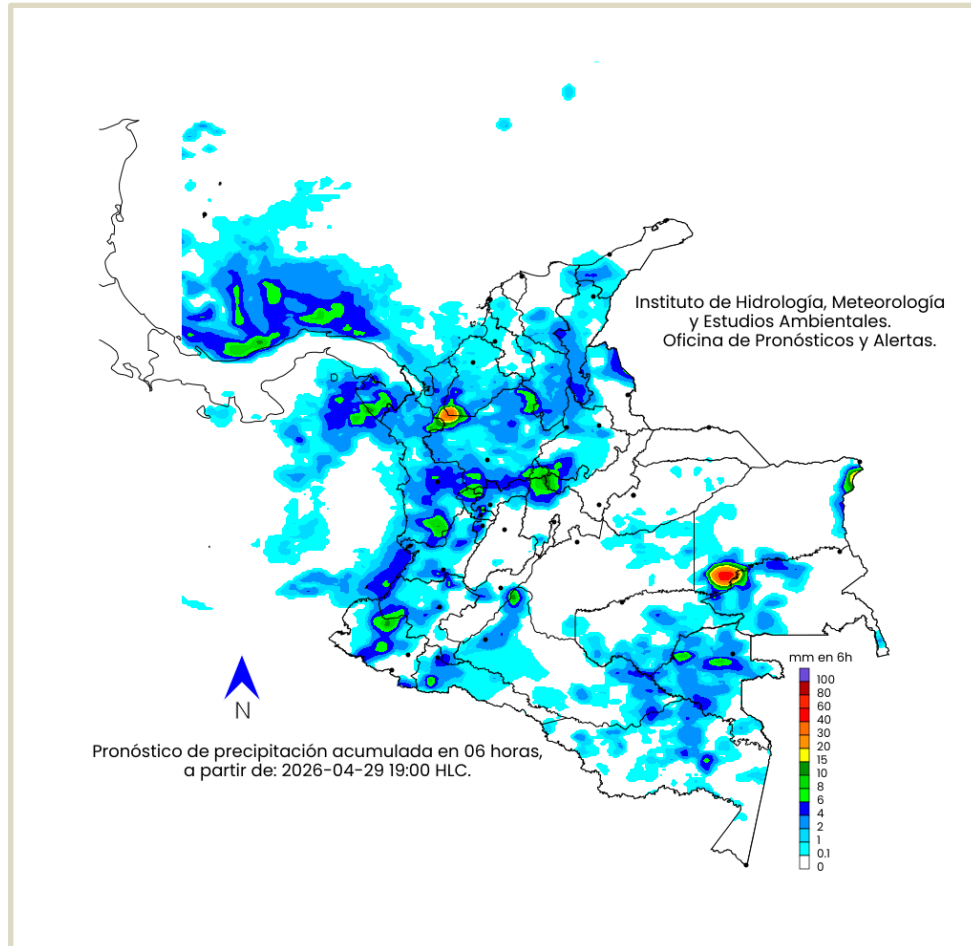 Instituto de Hidrología, Meteorología
y Estudios Ambientales.
Oficina de Pronósticos y Alertas.
mm en 6h
100
80
60
40
30
20
15
10
8
6
4
2
1
0.1
0
N
Pronóstico de precipitación acumulada en 06 horas,
a partir de: 2026-04-29 19:00 HLC.